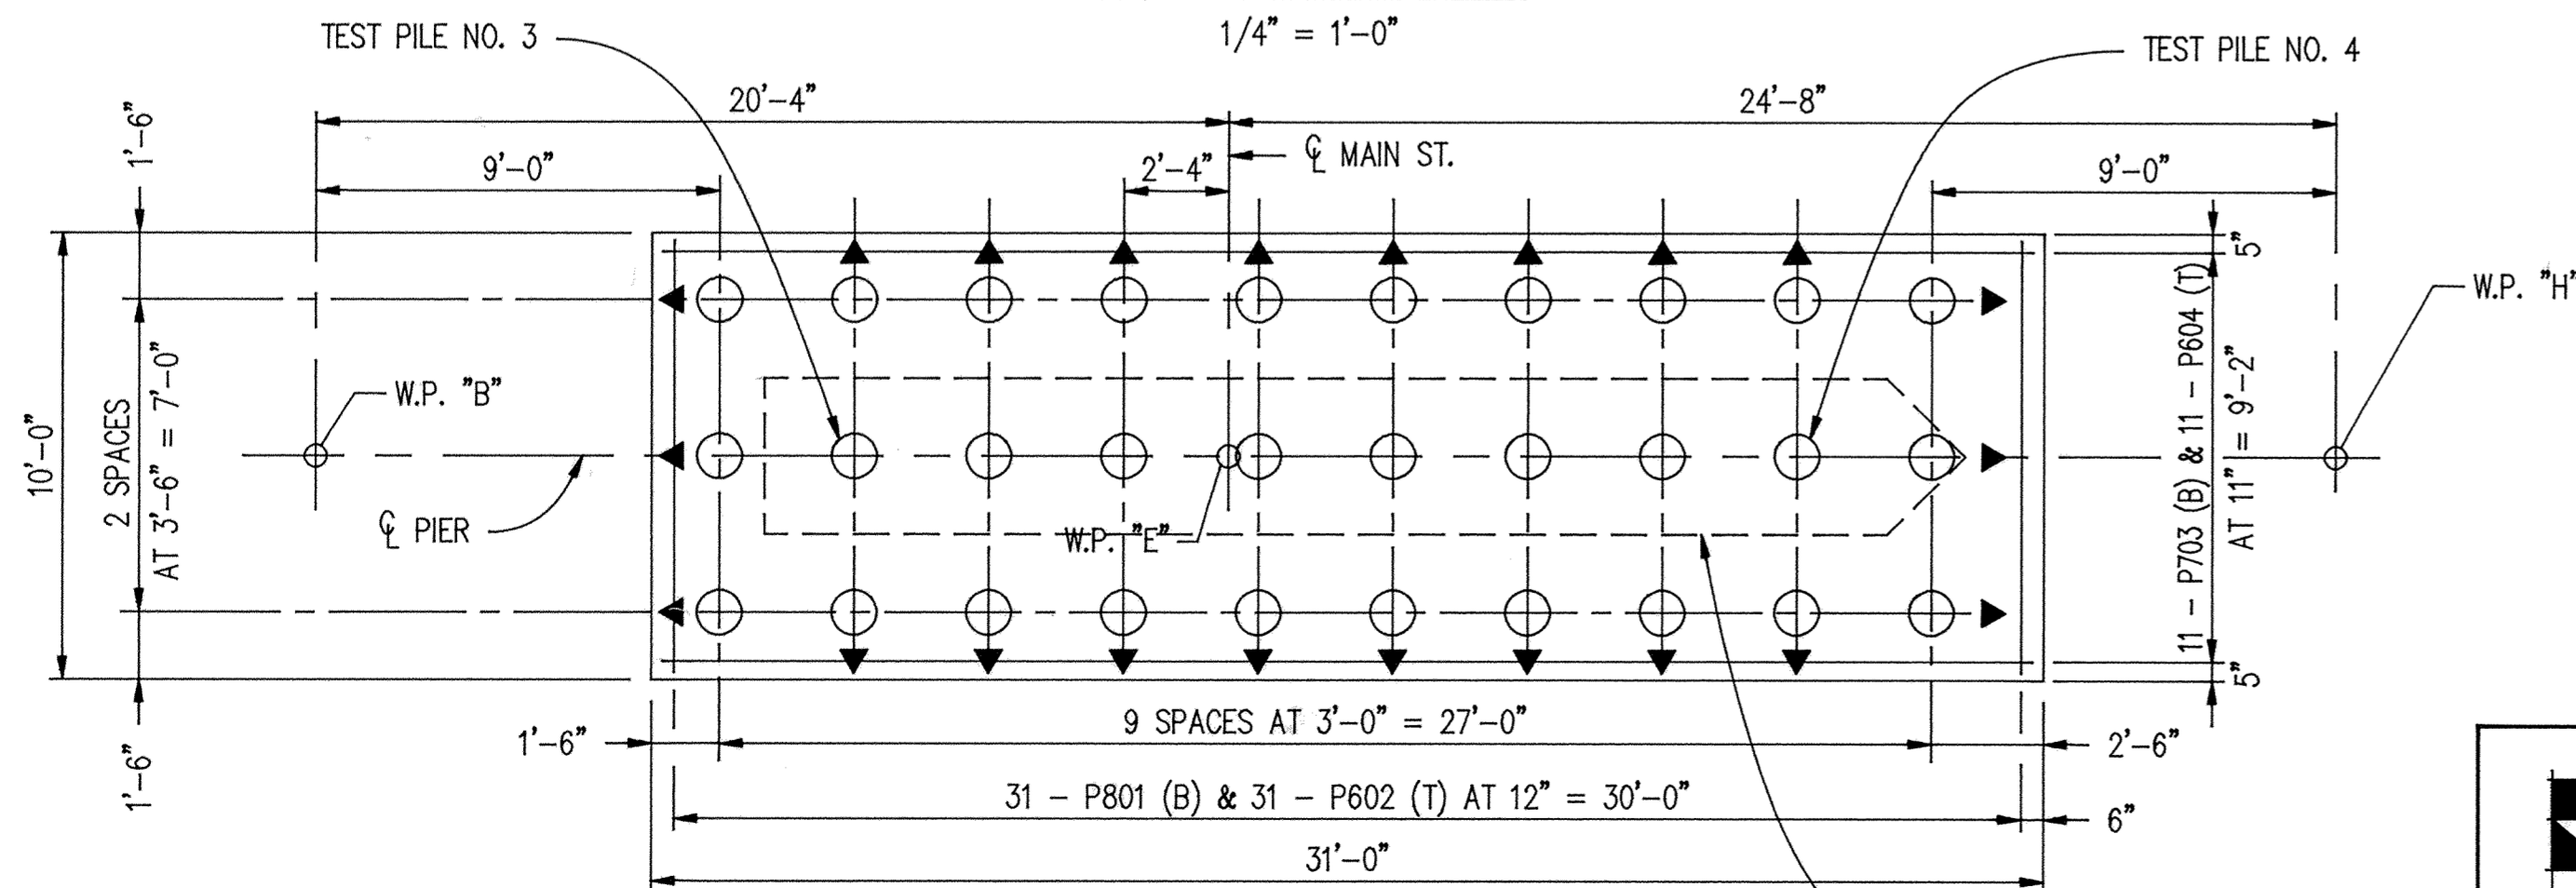 1/4" = 1'-0"
TEST PILE NO. 3
TEST PILE NO. 4
20'-4"
24'-8"
1'-6"
℄ MAIN ST.
9'-0"
2'-4"
9'-0"
5"
W.P. "H"
W.P. "B"
10'-0"
2 SPACES
AT 3'-6" = 7'-0"
11 - P703 (B) & 11 - P604 (T)
AT 11" = 9'-2"
℄ PIER
W.P. "E"
5"
9 SPACES AT 3'-0" = 27'-0"
1'-6"
2'-6"
1'-6"
31 - P801 (B) & 31 - P602 (T) AT 12" = 30'-0"
6"
31'-0"